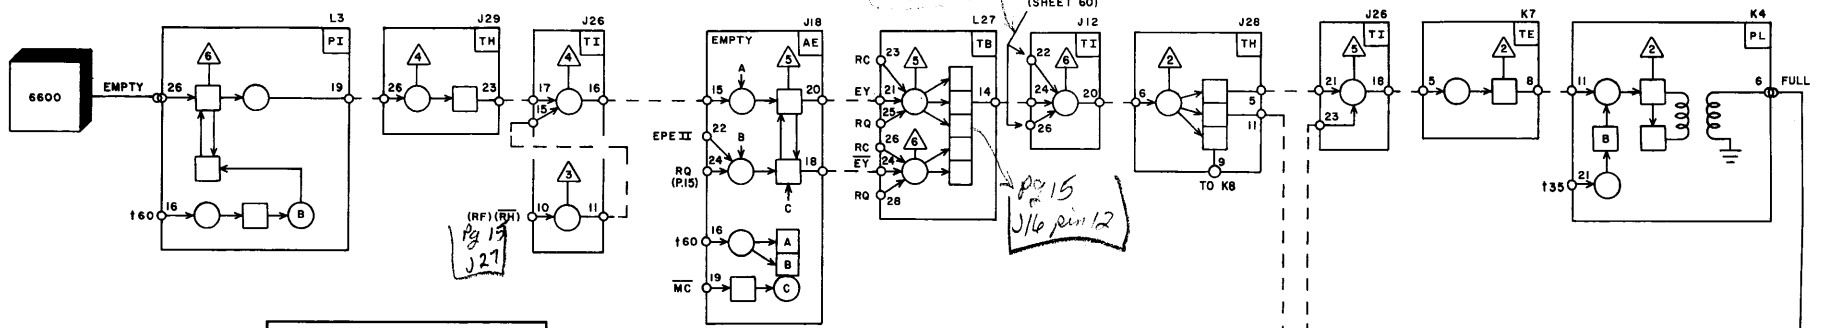 6600
EMPTY
L3
PI
26
6
19
t60
16
B
J29
TH
26
4
23
J26
TI
17
15
4
16
3
(RF)(RH̅)
10
11
Pg 15
J27
J18
EMPTY
AE
A
5
15
20
EPE II
22
B
RQ
(P.15)
24
18
C
t60
16
A
B
M̅C̅
19
C
L27
TB
RC
23
5
EY
21
14
RQ
25
RC
26
6
E̅Y̅
24
RQ
28
pg 15
J16 pin 12
(SHEET 60)
J12
TI
22
6
24
20
26
J28
TH
2
6
5
11
9
TO K8
J26
TI
5
21
18
23
K7
TE
2
5
8
K4
PL
2
11
6
FULL
B
t35
21